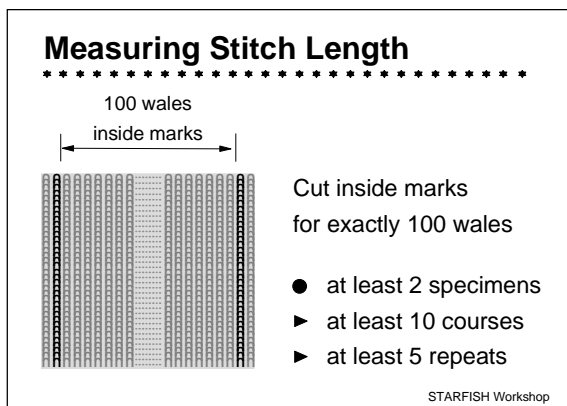 Measuring Stitch Length
100 wales
inside marks
Cut inside marks
for exactly 100 wales
● at least 2 specimens
► at least 10 courses
► at least 5 repeats
STARFISH Workshop